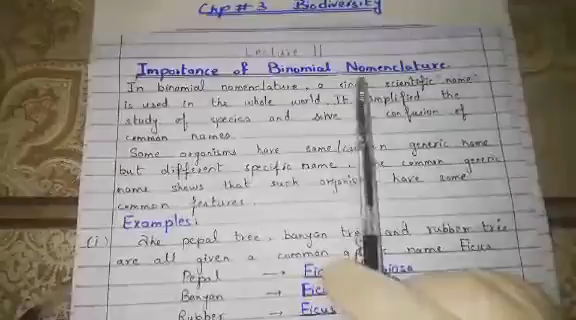 Chp # 3 Biodiversity
Lecture 11
Importance of Binomial Nomenclature.
In binomial nomenclature, a scientific name
is used in the whole world. It simplified the
study of species and solve confusion of
common names.
Some organisms have same/common generic name
but different specific name. common generic
name shows that such organisms have some
common features.
Examples:
(i) The pepal tree, banyan tree and rubber tree
are all given a common name Ficus
Pepal →
Banyan →
Rubber → Ficus